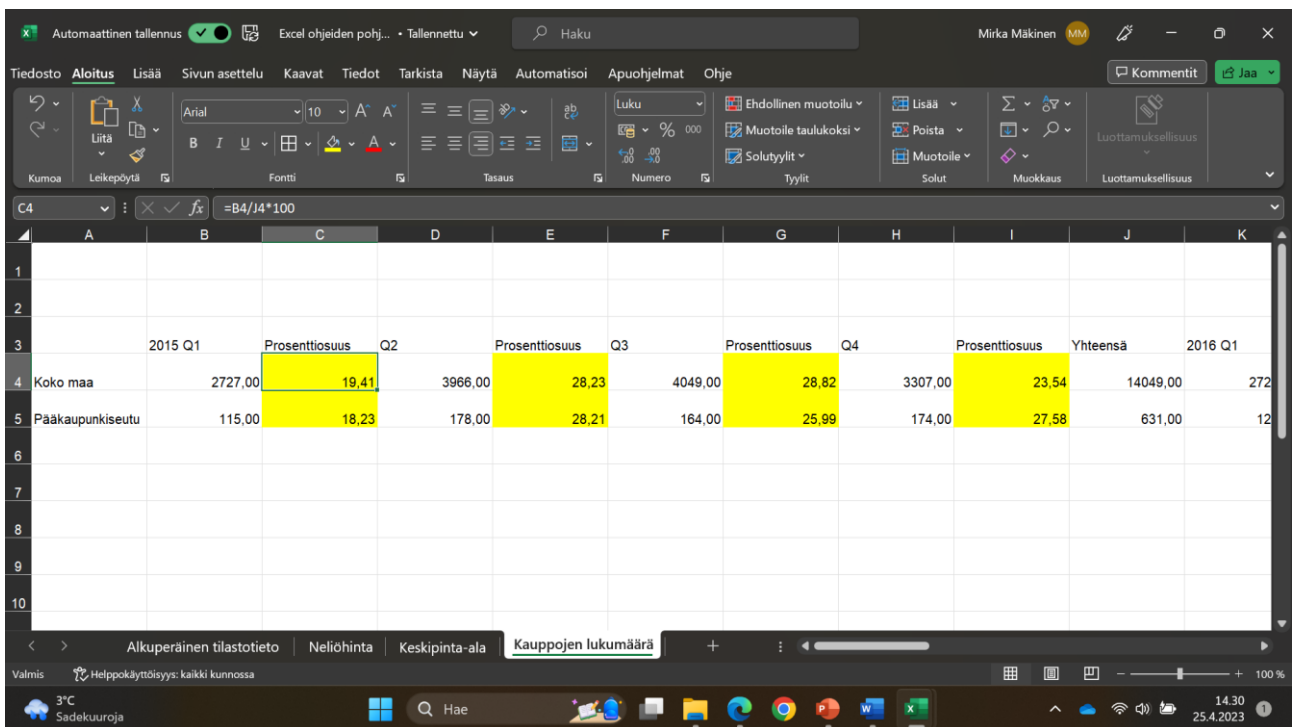 Automaattinen tallennus Excel ohjeiden pohj... • Tallennettu Haku Mirka Mäkinen MM
Tiedosto Aloitus Lisää Sivun asettelu Kaavat Tiedot Tarkista Näytä Automatisoi Apuohjelmat Ohje Kommentit Jaa
Arial 10 A^ A˅ ab Luku Ehdollinen muotoilu Lisää
Liitä % 000 Muotoile taulukoksi Poista Luottamuksellisuus
B I U A Solutyylit Muotoile
Kumoa Leikepöytä Fontti Tasaus Numero Tyylit Solut Muokkaus Luottamuksellisuus
C4 fx =B4/J4*100
A B C D E F G H I J K
1
2
3 2015 Q1 Prosenttiosuus Q2 Prosenttiosuus Q3 Prosenttiosuus Q4 Prosenttiosuus Yhteensä 2016 Q1
4 Koko maa 2727,00 19,41 3966,00 28,23 4049,00 28,82 3307,00 23,54 14049,00 272
5 Pääkaupunkiseutu 115,00 18,23 178,00 28,21 164,00 25,99 174,00 27,58 631,00 12
6
7
8
9
10
Alkuperäinen tilastotieto Neliöhinta Keskipinta-ala Kauppojen lukumäärä +
Valmis Helppokäyttöisyys: kaikki kunnossa 100 %
3°C Hae 14.30
Sadekuuroja 25.4.2023 1